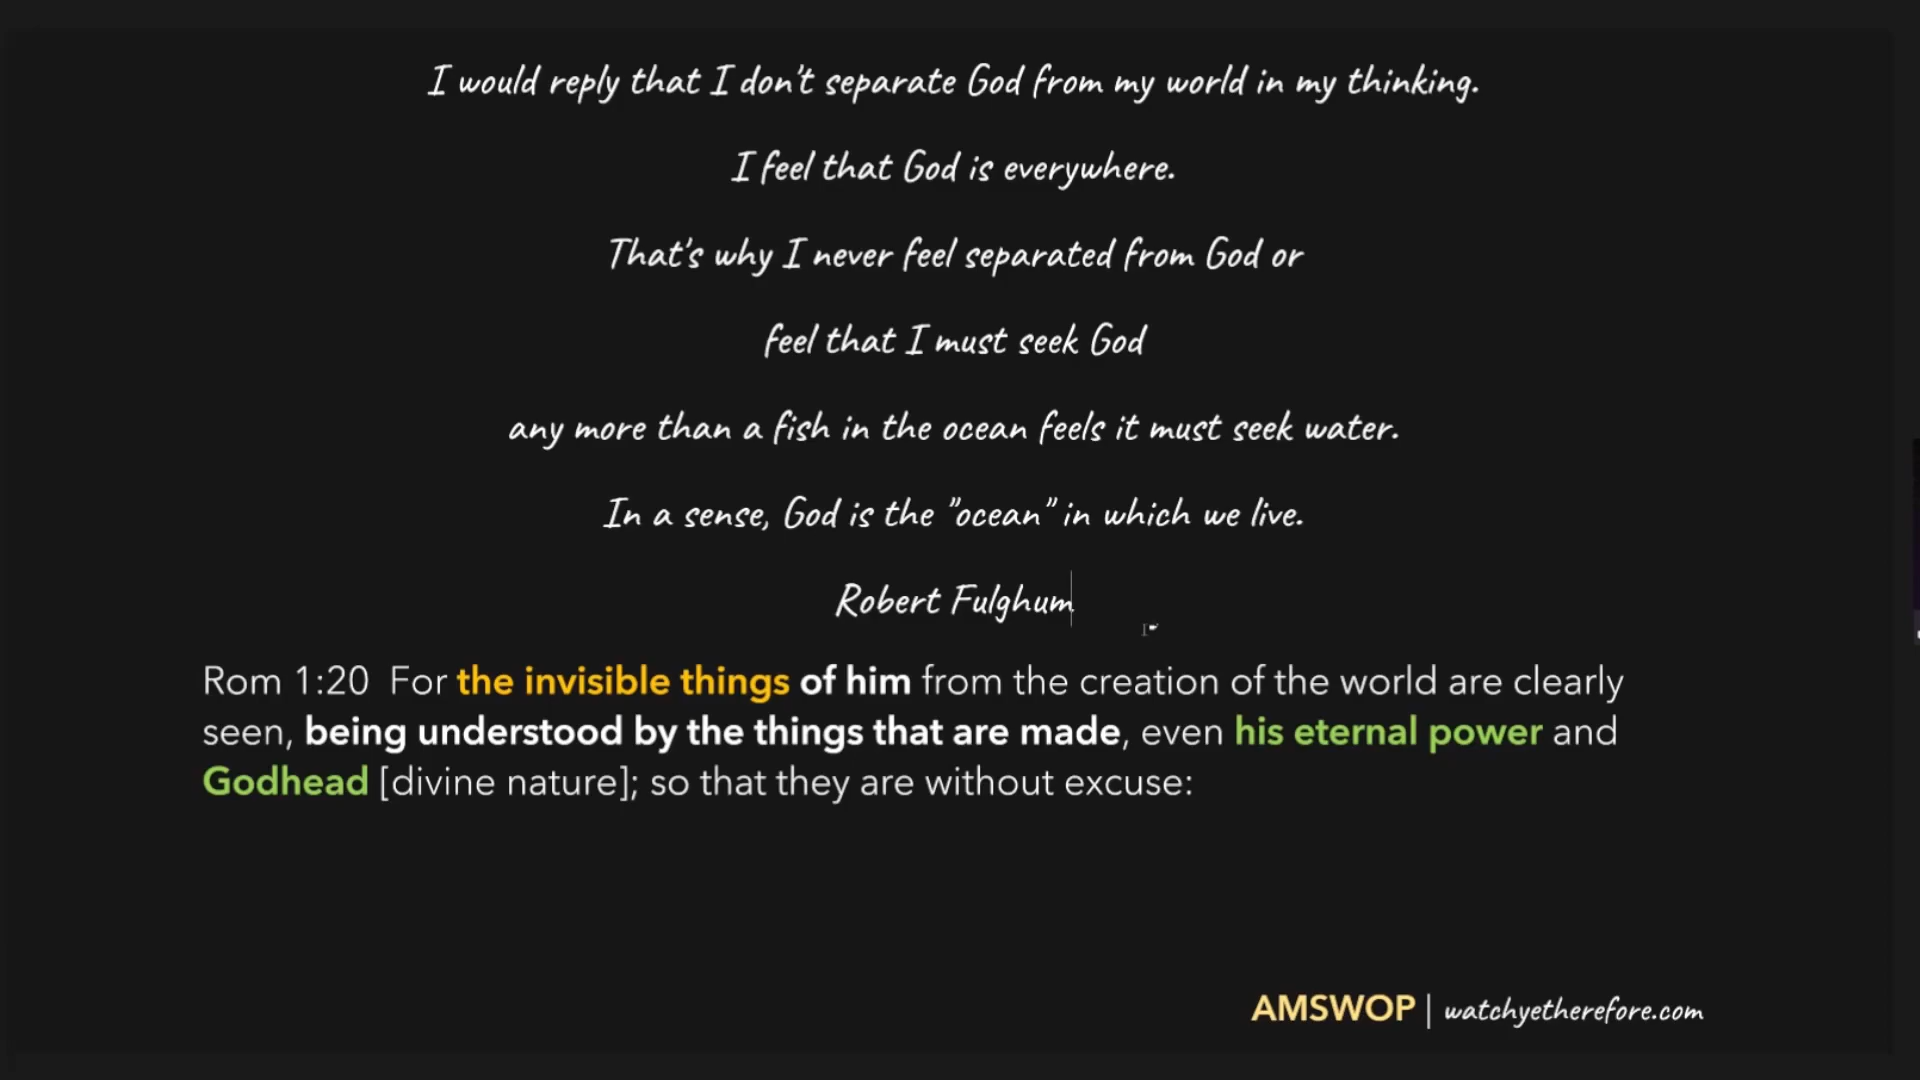 I would reply that I don't separate God from my world in my thinking.
I feel that God is everywhere.
That's why I never feel separated from God or
feel that I must seek God
any more than a fish in the ocean feels it must seek water.
In a sense, God is the "ocean" in which we live.
Robert Fulghum
Rom 1:20 For the invisible things of him from the creation of the world are clearly
seen, being understood by the things that are made, even his eternal power and
Godhead [divine nature]; so that they are without excuse:
AMSWOP | watchyetherefore.com